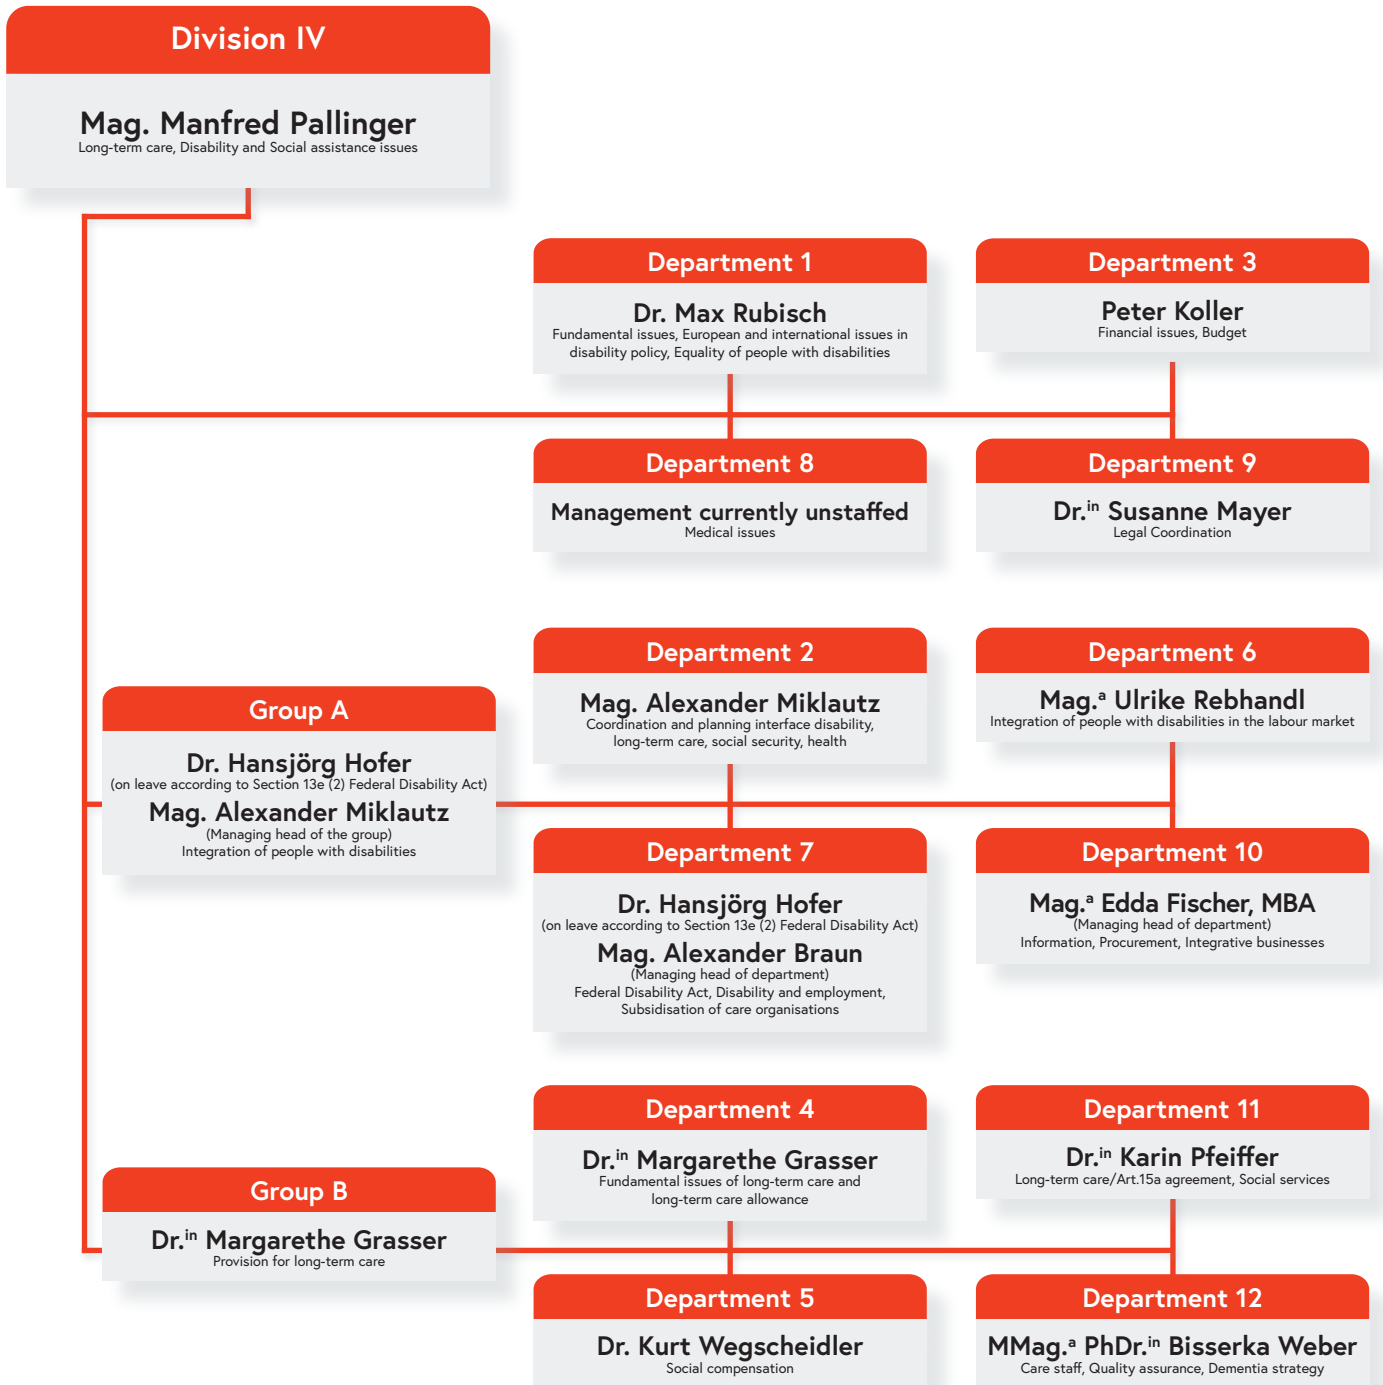 Division IV
Mag. Manfred Pallinger
Long-term care, Disability and Social assistance issues
Department 1
Dr. Max Rubisch
Fundamental issues, European and international issues in
disability policy, Equality of people with disabilities
Department 3
Peter Koller
Financial issues, Budget
Department 8
Management currently unstaffed
Medical issues
Department 9
Dr.ⁱⁿ Susanne Mayer
Legal Coordination
Group A
Dr. Hansjörg Hofer
(on leave according to Section 13e (2) Federal Disability Act)
Mag. Alexander Miklautz
(Managing head of the group)
Integration of people with disabilities
Department 2
Mag. Alexander Miklautz
Coordination and planning interface disability,
long-term care, social security, health
Department 6
Mag.ᵃ Ulrike Rebhandl
Integration of people with disabilities in the labour market
Department 7
Dr. Hansjörg Hofer
(on leave according to Section 13e (2) Federal Disability Act)
Mag. Alexander Braun
(Managing head of department)
Federal Disability Act, Disability and employment,
Subsidisation of care organisations
Department 10
Mag.ᵃ Edda Fischer, MBA
(Managing head of department)
Information, Procurement, Integrative businesses
Group B
Dr.ⁱⁿ Margarethe Grasser
Provision for long-term care
Department 4
Dr.ⁱⁿ Margarethe Grasser
Fundamental issues of long-term care and
long-term care allowance
Department 11
Dr.ⁱⁿ Karin Pfeiffer
Long-term care/Art.15a agreement, Social services
Department 5
Dr. Kurt Wegscheidler
Social compensation
Department 12
MMag.ᵃ PhDr.ⁱⁿ Bisserka Weber
Care staff, Quality assurance, Dementia strategy